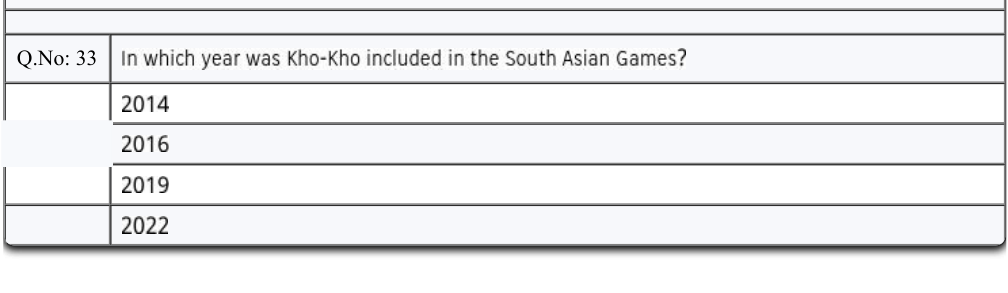 Q.No: 33 In which year was Kho-Kho included in the South Asian Games?
2014
2016
2019
2022